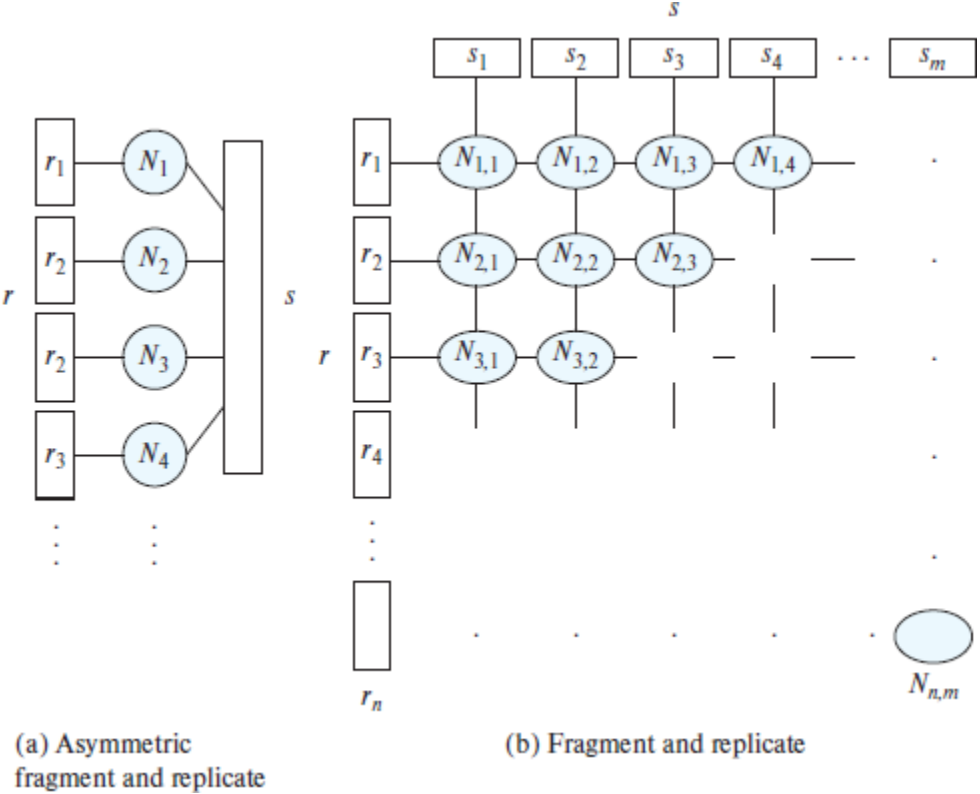 s
s1 s2 s3 s4 ... sm
r
r1 N1
r2 N2
r2 N3
r3 N4
s
r
r1 N1,1 N1,2 N1,3 N1,4
r2 N2,1 N2,2 N2,3
r3 N3,1 N3,2
r4
rn
Nn,m
(a) Asymmetric
fragment and replicate
(b) Fragment and replicate